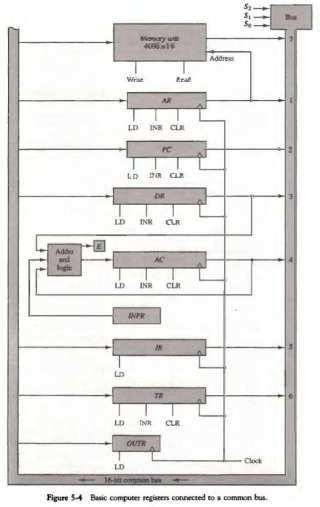 S₂
S₁
S₀
Bus
Memory unit
4096 × 16
7
Address
Write Read
AR
1
LD INR CLR
PC
2
LD INR CLR
DR
3
LD INR CLR
E
Adder
and
logic
AC
4
LD INR CLR
INPR
IR
5
LD
TR
6
LD INR CLR
OUTR
Clock
LD
16-bit common bus
Figure 5-4 Basic computer registers connected to a common bus.